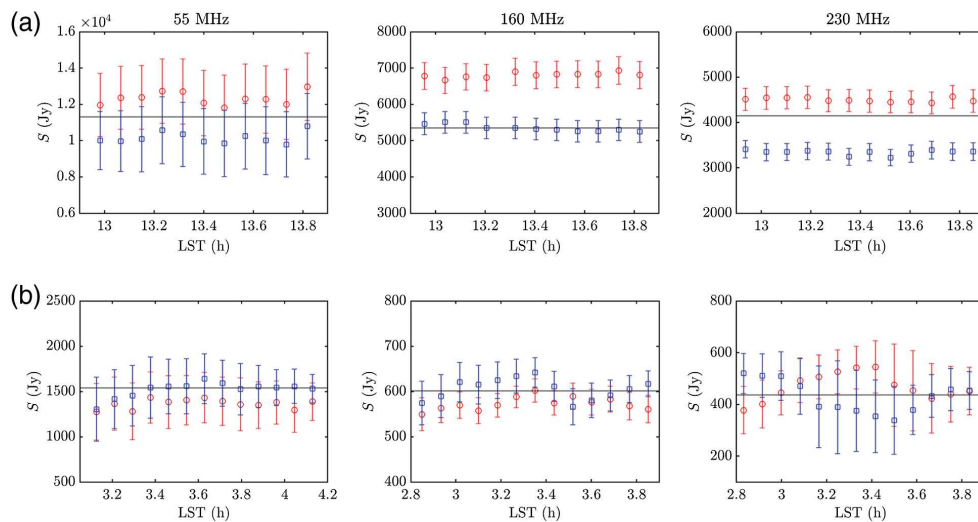 (a)
55 MHz
160 MHz
230 MHz
1.6 ×10⁴
1.4
1.2
1
0.8
0.6
S (Jy)
13 13.2 13.4 13.6 13.8
LST (h)
8000
7000
6000
5000
4000
3000
S (Jy)
13 13.2 13.4 13.6 13.8
LST (h)
6000
5000
4000
3000
2000
S (Jy)
13 13.2 13.4 13.6 13.8
LST (h)
(b)
2500
2000
1500
1000
500
S (Jy)
3.2 3.4 3.6 3.8 4 4.2
LST (h)
800
700
600
500
400
S (Jy)
2.8 3 3.2 3.4 3.6 3.8
LST (h)
800
600
400
200
S (Jy)
2.8 3 3.2 3.4 3.6 3.8
LST (h)